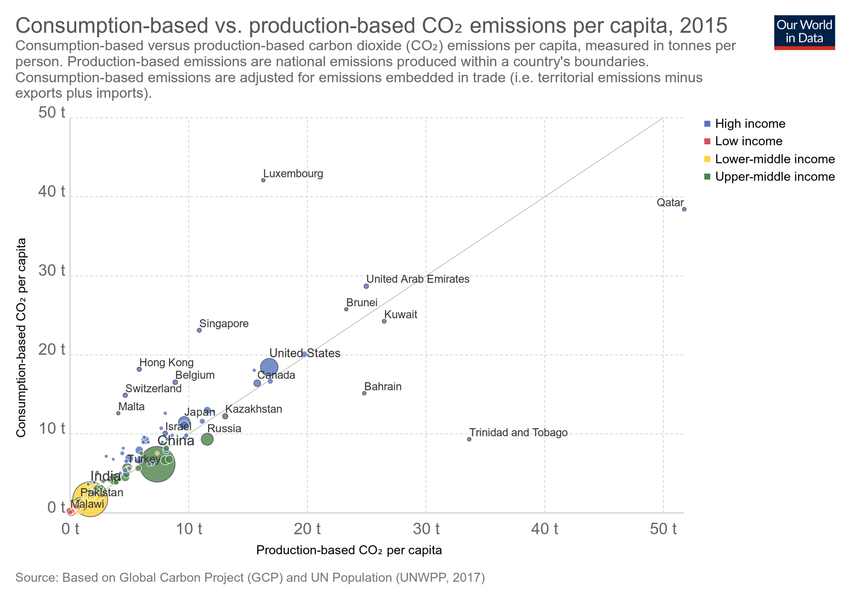 Consumption-based vs. production-based CO₂ emissions per capita, 2015
Our World
in Data
Consumption-based versus production-based carbon dioxide (CO₂) emissions per capita, measured in tonnes per
person. Production-based emissions are national emissions produced within a country's boundaries.
Consumption-based emissions are adjusted for emissions embedded in trade (i.e. territorial emissions minus
exports plus imports).
50 t
High income
Low income
Lower-middle income
Upper-middle income
Luxembourg
40 t
Qatar
30 t
United Arab Emirates
Brunei
Kuwait
Singapore
20 t
United States
Hong Kong
Belgium
Canada
Switzerland
Bahrain
Malta
Japan
Kazakhstan
10 t
Israel
Russia
Trinidad and Tobago
China
Turkey
India
Pakistan
Malawi
0 t
Consumption-based CO₂ per capita
0 t
10 t
20 t
30 t
40 t
50 t
Production-based CO₂ per capita
Source: Based on Global Carbon Project (GCP) and UN Population (UNWPP, 2017)